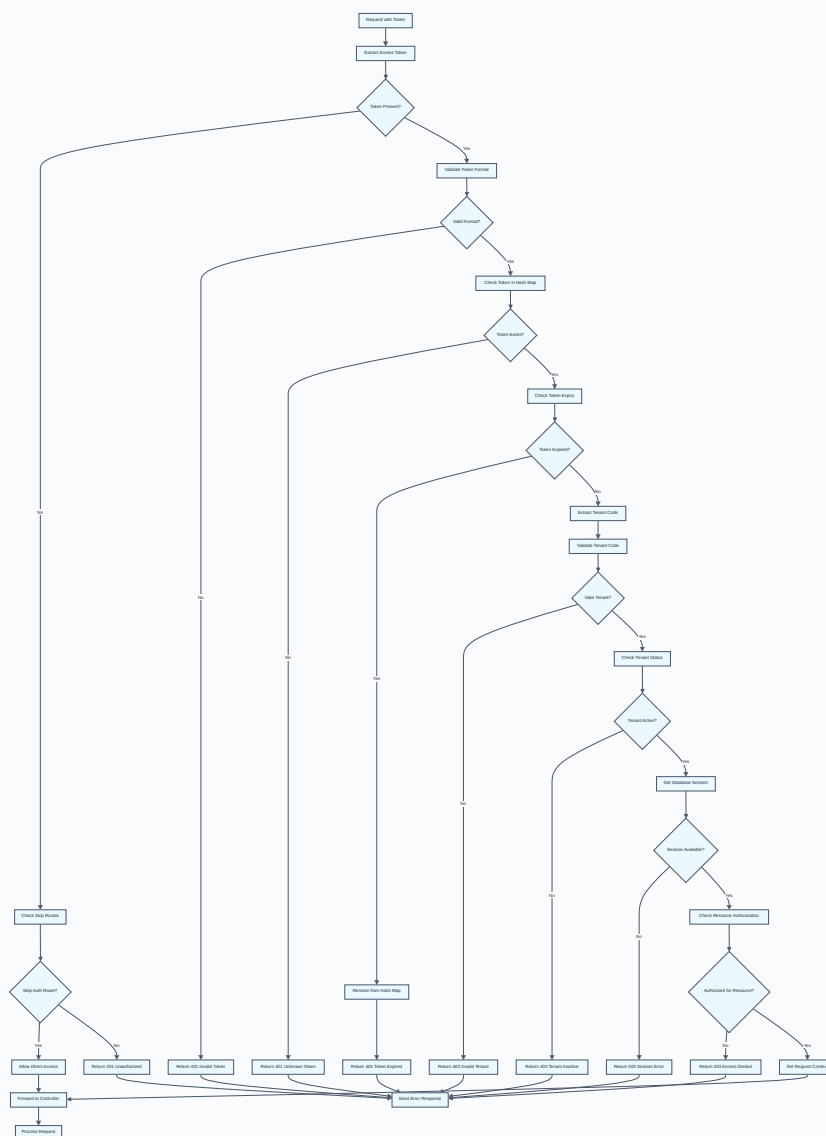 Request with Token
Extract Access Token
Token Present?
Yes
Validate Token Format
Valid Format?
Yes
Check Token in Hash Map
Token Exists?
Yes
Check Token Expiry
Token Expired?
No
No
Extract Tenant Code
Validate Tenant Code
Valid Tenant?
No
Yes
No
Check Tenant Status
Yes
Tenant Active?
Yes
Get Database Session
No
Session Available?
No
Yes
Check Resource Authorization
No
Check Skip Routes
Skip Auth Route?
Remove from Hash Map
Authorized for Resource?
Yes
No
No
Yes
Allow Direct Access
Return 401 Unauthorized
Return 401 Invalid Token
Return 401 Unknown Token
Return 401 Token Expired
Return 403 Invalid Tenant
Return 403 Tenant Inactive
Return 500 Session Error
Return 403 Access Denied
Set Request
Forward to Controller
Send Error Response
Process Request